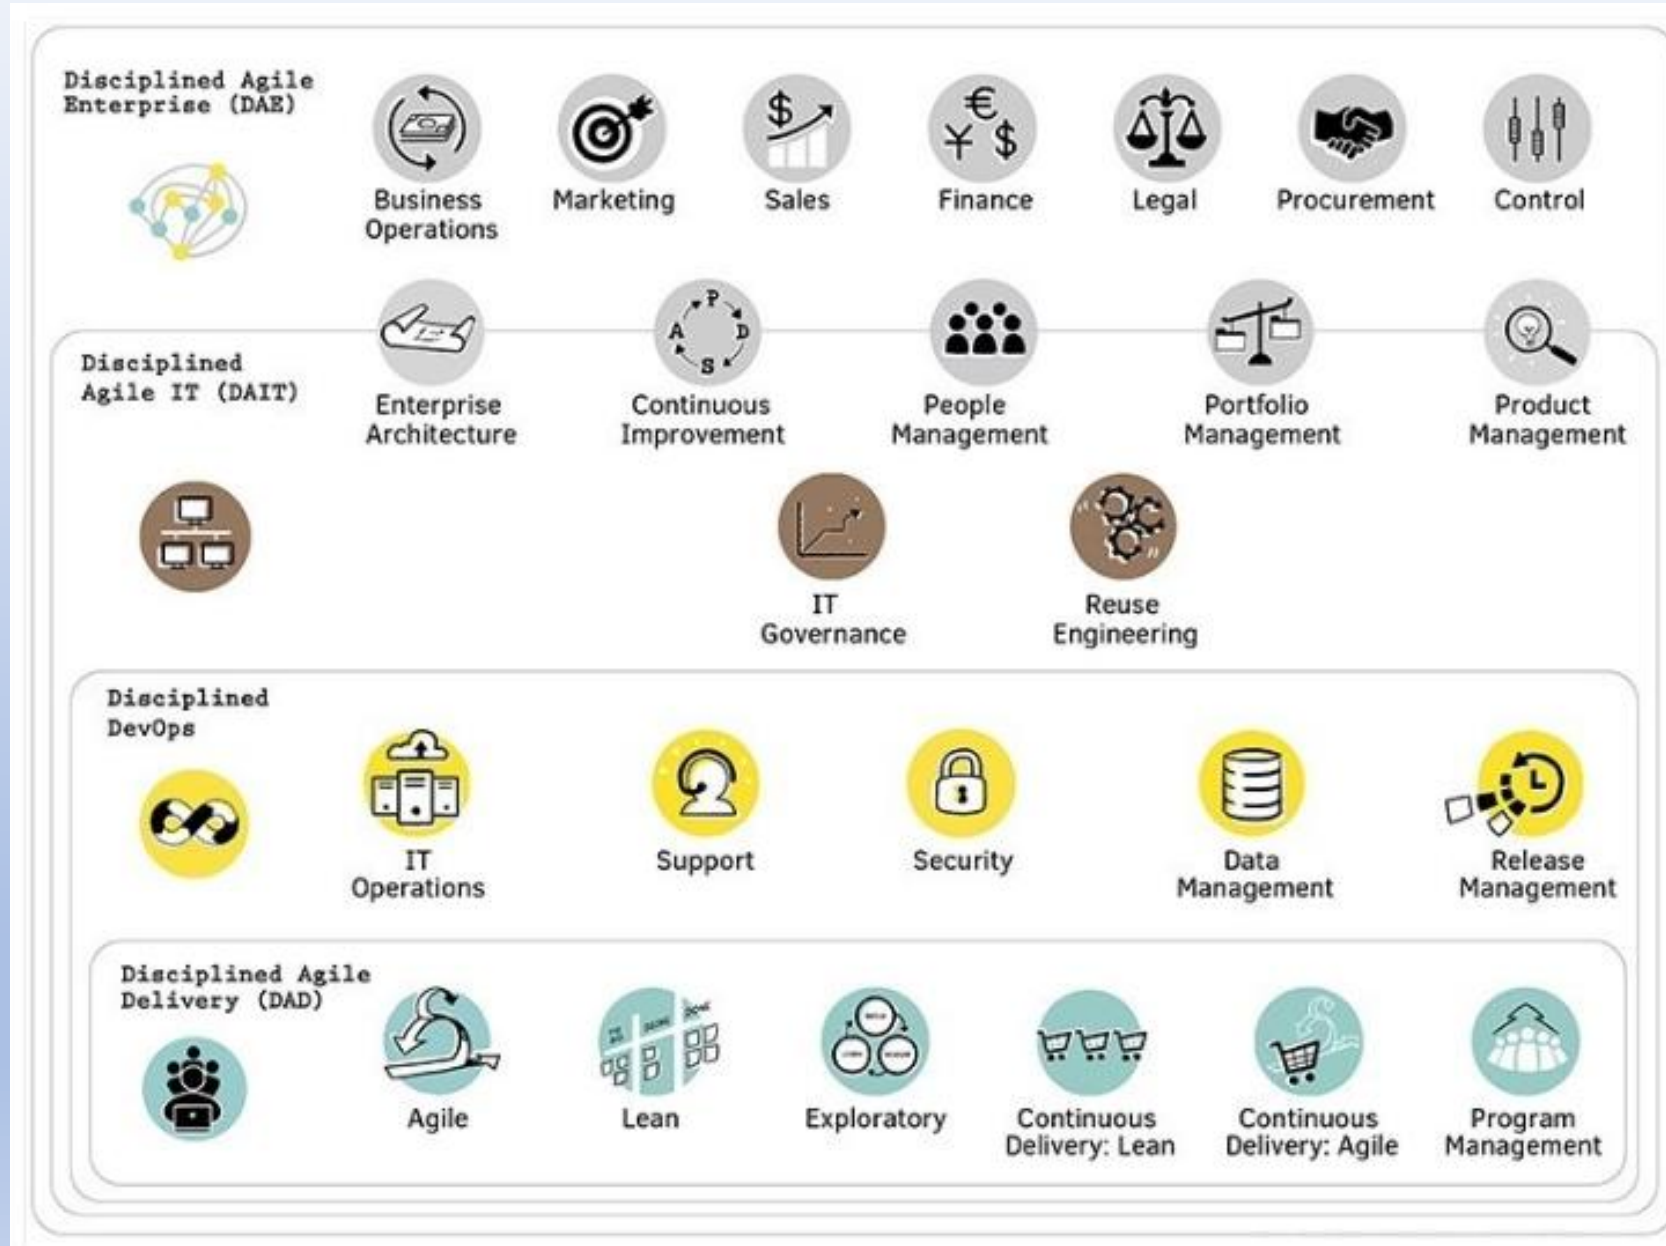 Disciplined Agile
Enterprise (DAE)
Business
Operations
Marketing
Sales
Finance
Legal
Procurement
Control
Disciplined
Agile IT (DAIT)
P
A
D
S
Enterprise
Architecture
Continuous
Improvement
People
Management
Portfolio
Management
Product
Management
IT
Governance
Reuse
Engineering
Disciplined
DevOps
IT
Operations
Support
Security
Data
Management
Release
Management
Disciplined Agile
Delivery (DAD)
DOING
DONE
Agile
Lean
Exploratory
Continuous
Delivery: Lean
Continuous
Delivery: Agile
Program
Management